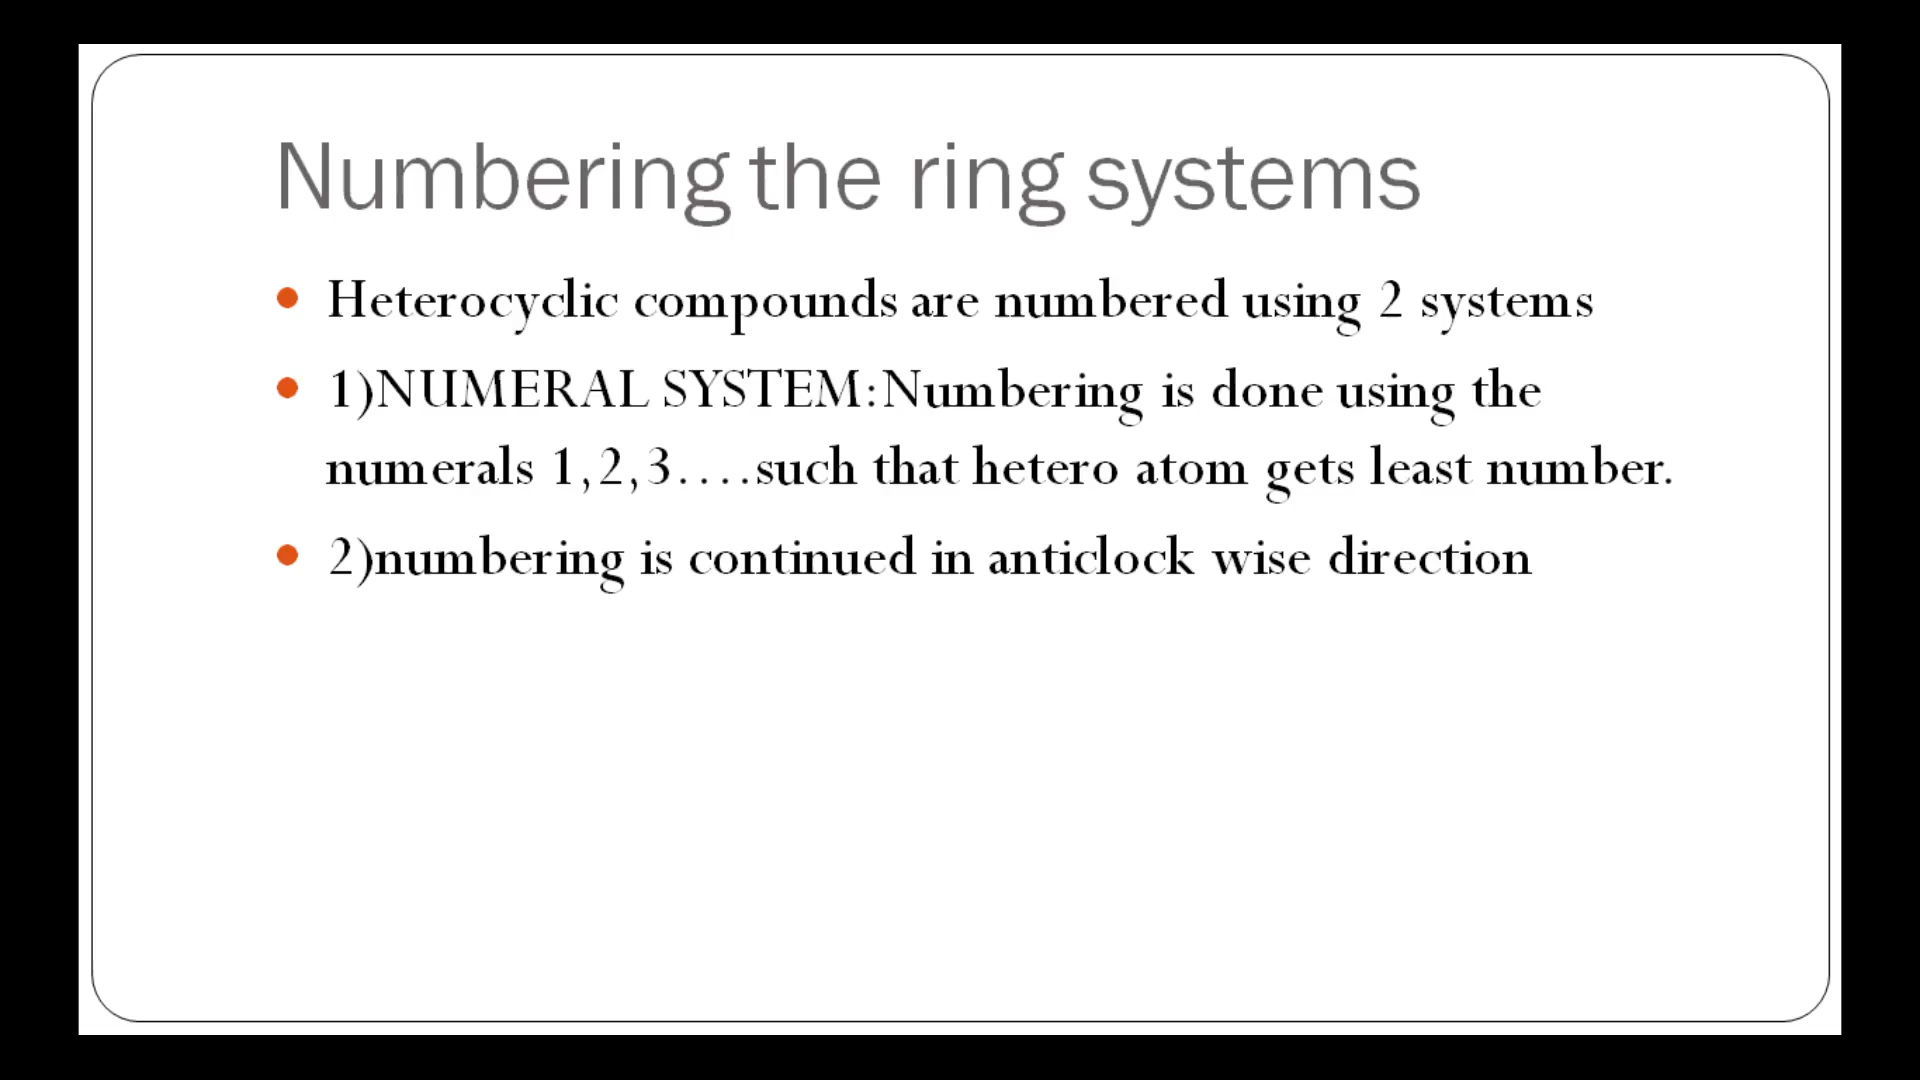 Numbering the ring systems
Heterocyclic compounds are numbered using 2 systems
1)NUMERAL SYSTEM:Numbering is done using the
numerals 1,2,3....such that hetero atom gets least number.
2)numbering is continued in anticlock wise direction